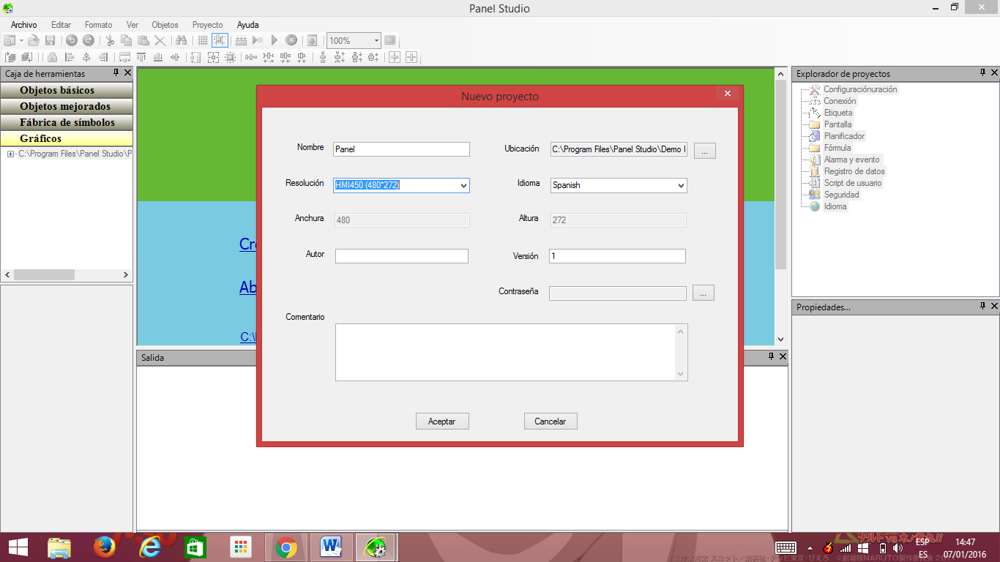 Panel Studio
Archivo Editar Formato Ver Objetos Proyecto Ayuda
100%
Caja de herramientas
Objetos básicos
Objetos mejorados
Fábrica de símbolos
Gráficos
C:\Program Files\Panel Studio\P
Cre
Ab
C:\
Nuevo proyecto
Nombre Panel
Ubicación C:\Program Files\Panel Studio\Demo
...
Resolución HMI450 (480*272)
Idioma Spanish
Anchura 480
Altura 272
Autor
Versión 1
Contraseña
...
Comentario
Aceptar Cancelar
Salida
Explorador de proyectos
Configuraciónuración
Conexión
Etiqueta
Pantalla
Planificador
Fórmula
Alarma y evento
Registro de datos
Script de usuario
Seguridad
Idioma
Propiedades...
ESP
ES
14:47
07/01/2016